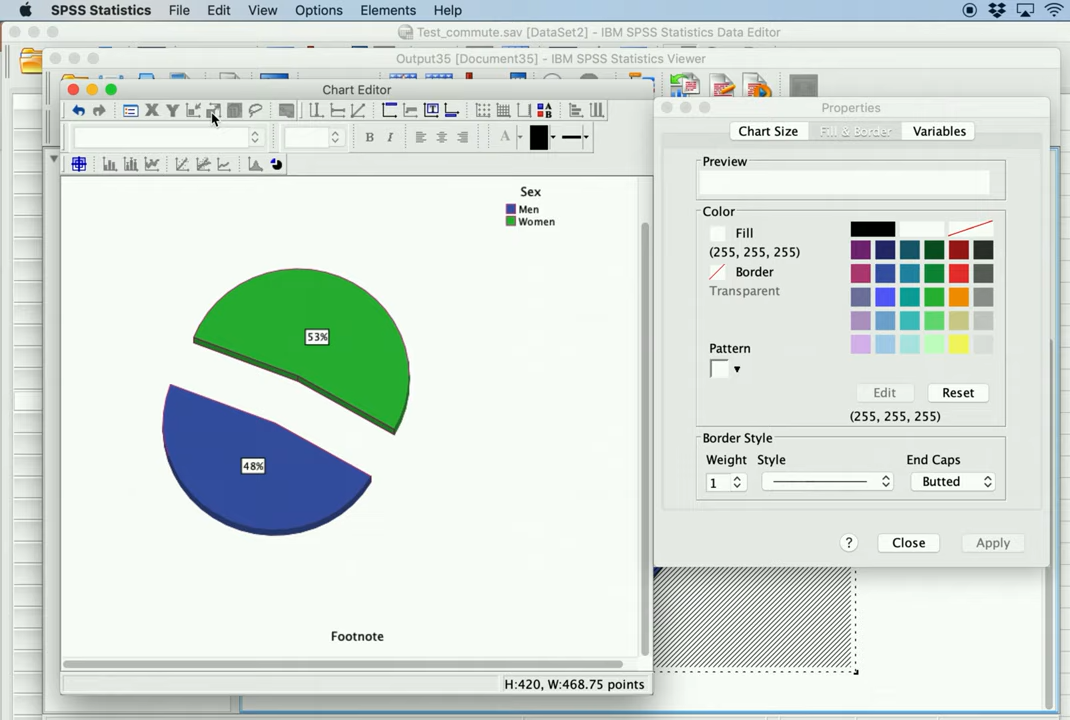 SPSS Statistics File Edit View Options Elements Help
Test_commute.sav [DataSet2] - IBM SPSS Statistics Data Editor
Output35 [Document35] - IBM SPSS Statistics Viewer
Chart Editor
X Y
B I A
Sex
Men
Women
53%
48%
Footnote
H:420, W:468.75 points
Properties
Chart Size Fill & Border Variables
Preview
Color
Fill
(255, 255, 255)
Border
Transparent
Pattern
Edit Reset
(255, 255, 255)
Border Style
Weight Style End Caps
1 Butted
? Close Apply